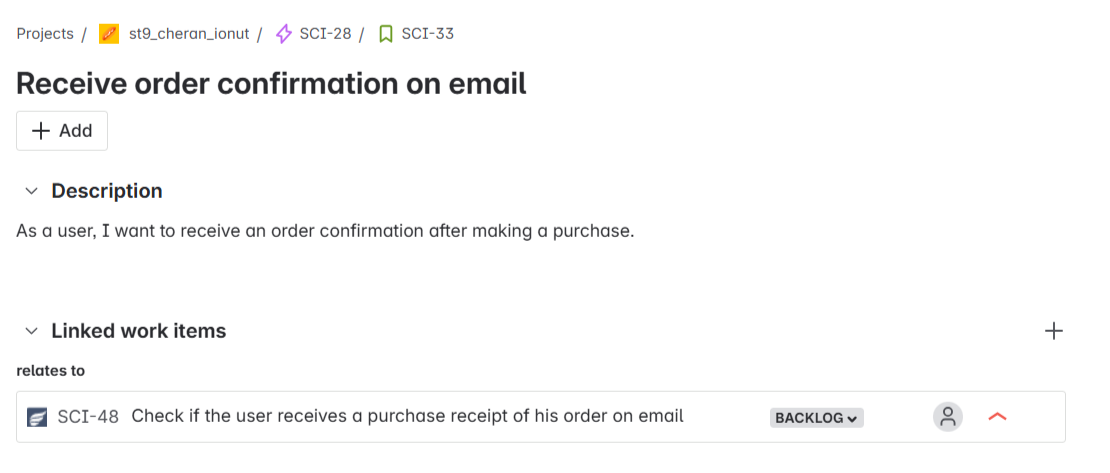 Projects / st9_cheran_ionut / SCI-28 / SCI-33
Receive order confirmation on email
+ Add
Description
As a user, I want to receive an order confirmation after making a purchase.
Linked work items
relates to
SCI-48 Check if the user receives a purchase receipt of his order on email BACKLOG